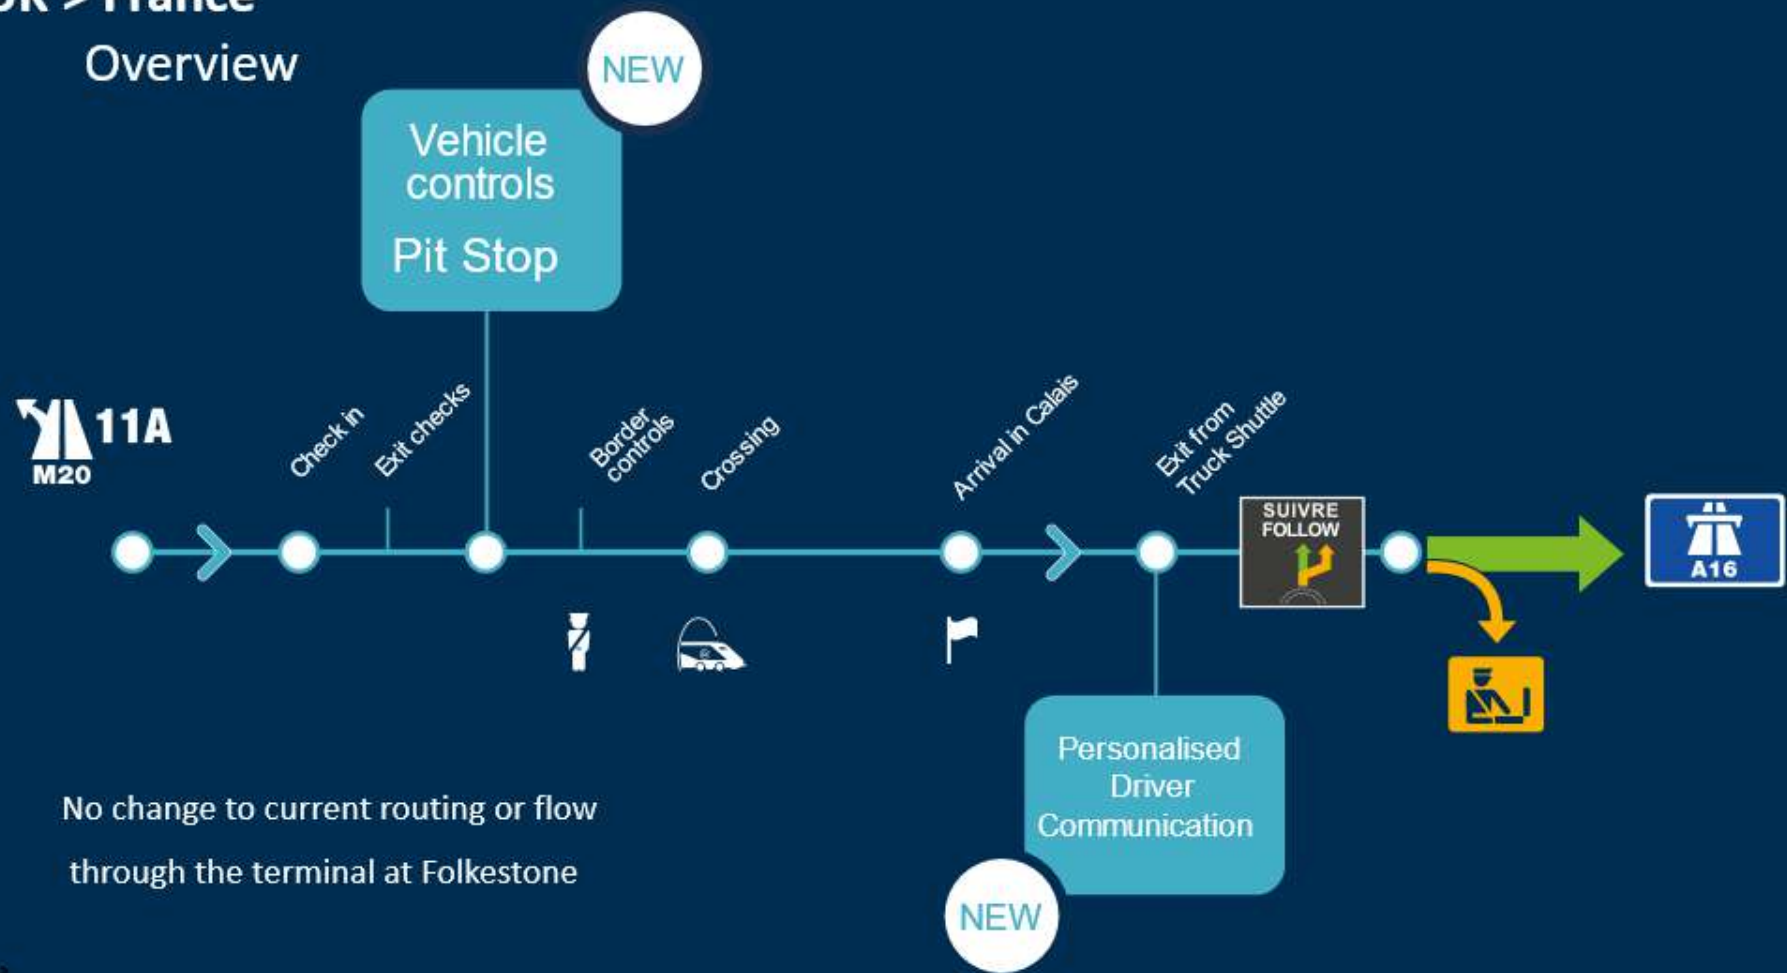 UK > France
Overview
NEW
Vehicle
controls
Pit Stop
11A
M20
Check in
Exit checks
Border
controls
Crossing
Arrival in Calais
Exit from
Truck Shuttle
SUIVRE
FOLLOW
A16
Personalised
Driver
Communication
NEW
No change to current routing or flow
through the terminal at Folkestone